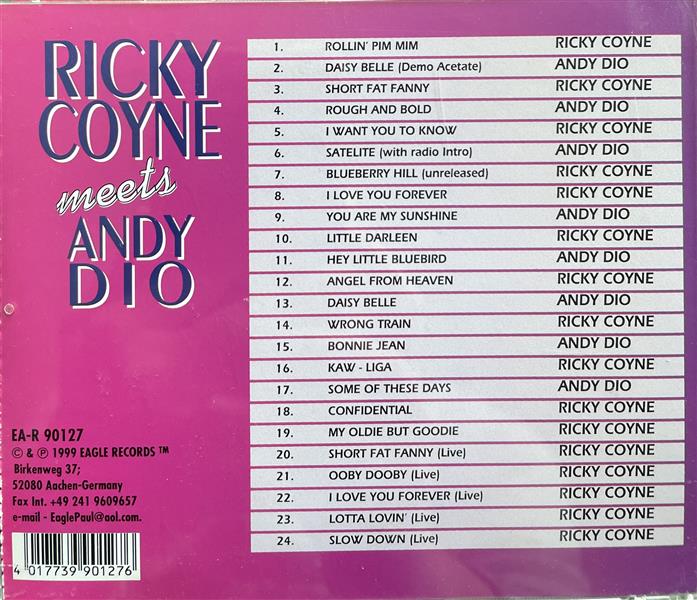 RICKY
COYNE
meets
ANDY
DIO
1. ROLLIN' PIM MIM RICKY COYNE
2. DAISY BELLE (Demo Acetate) ANDY DIO
3. SHORT FAT FANNY RICKY COYNE
4. ROUGH AND BOLD ANDY DIO
5. I WANT YOU TO KNOW RICKY COYNE
6. SATELITE (with radio Intro) ANDY DIO
7. BLUEBERRY HILL (unreleased) RICKY COYNE
8. I LOVE YOU FOREVER RICKY COYNE
9. YOU ARE MY SUNSHINE ANDY DIO
10. LITTLE DARLEEN RICKY COYNE
11. HEY LITTLE BLUEBIRD ANDY DIO
12. ANGEL FROM HEAVEN RICKY COYNE
13. DAISY BELLE ANDY DIO
14. WRONG TRAIN RICKY COYNE
15. BONNIE JEAN ANDY DIO
16. KAW - LIGA RICKY COYNE
17. SOME OF THESE DAYS ANDY DIO
18. CONFIDENTIAL RICKY COYNE
19. MY OLDIE BUT GOODIE RICKY COYNE
20. SHORT FAT FANNY (Live) RICKY COYNE
21. OOBY DOOBY (Live) RICKY COYNE
22. I LOVE YOU FOREVER (Live) RICKY COYNE
23. LOTTA LOVIN' (Live) RICKY COYNE
24. SLOW DOWN (Live) RICKY COYNE
EA-R 90127
© & ℗ 1999 EAGLE RECORDS ™
Birkenweg 37;
52080 Aachen-Germany
Fax Int. +49 241 9609657
e-mail - EaglePaul@aol.com.
4 017739 901276